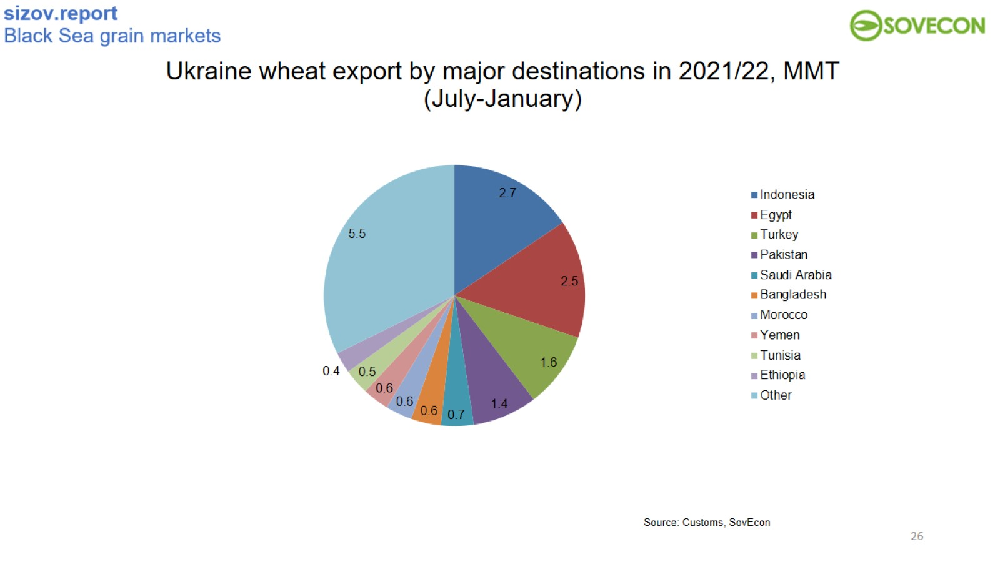 sizov.report
Black Sea grain markets
SOVECON
Ukraine wheat export by major destinations in 2021/22, MMT
(July-January)
2.7
2.5
1.6
1.4
0.7
0.6
0.6
0.6
0.5
0.4
5.5
Indonesia
Egypt
Turkey
Pakistan
Saudi Arabia
Bangladesh
Morocco
Yemen
Tunisia
Ethiopia
Other
Source: Customs, SovEcon
26